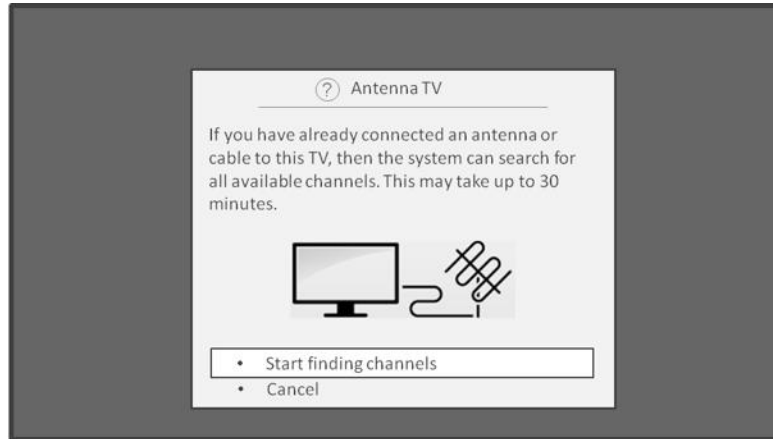 ? Antenna TV
If you have already connected an antenna or
cable to this TV, then the system can search for
all available channels. This may take up to 30
minutes.
• Start finding channels
• Cancel